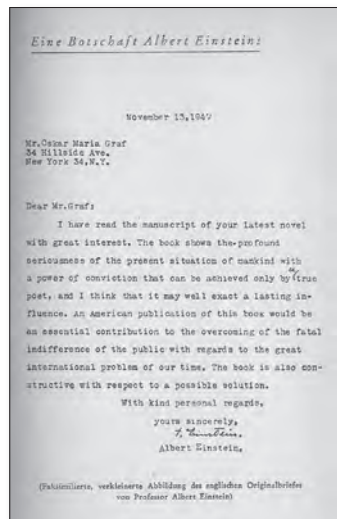 Eine Botschaft Albert Einsteins
November 13, 1949
Mr.Oskar Maria Graf
34 Hillside Ave.
New York 34,N.Y.
Dear Mr.Graf:
I have read the manuscript of your latest novel
with great interest. The book shows the profound
seriousness of the present situation of mankind with
a power of conviction that can be achieved only by a true
poet, and I think that it may well exact a lasting in-
fluence. An American publication of this book would be
an essential contribution to the overcoming of the fatal
indifference of the public with regards to the great
international problem of our time. The book is also con-
structive with respect to a possible solution.
With kind personal regards,
yours sincerely,
A. Einstein.
Albert Einstein.
(Faksimilierte, verkleinerte Abbildung des englischen Originalbriefes
von Professor Albert Einstein)